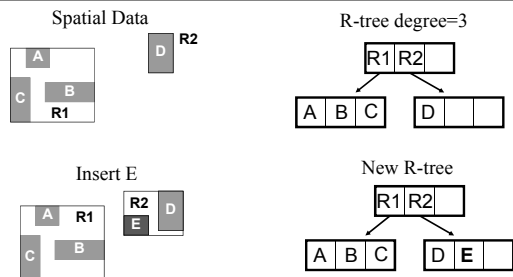 Spatial Data
R-tree degree=3
A
D
R2
C
B
R1
R1 R2
A B C
D
Insert E
New R-tree
A
R1
R2
D
E
C
B
R1 R2
A B C
D E